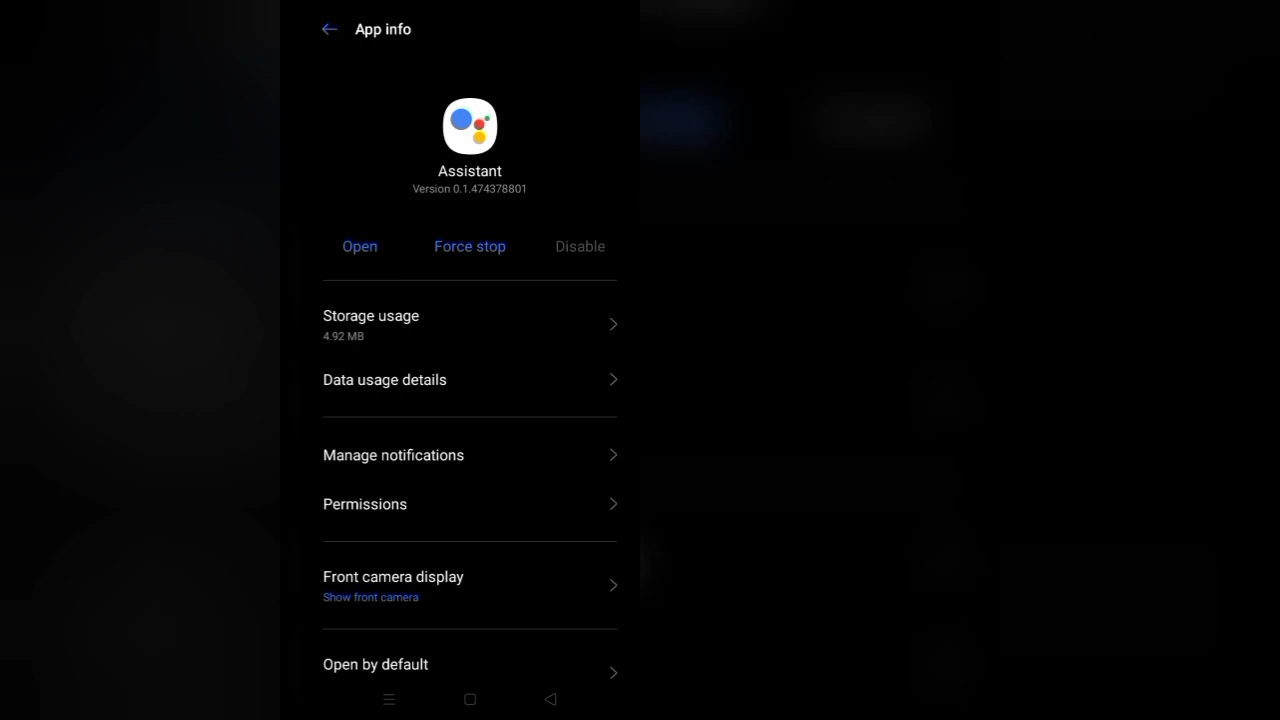 App info
Assistant
Version 0.1.474378801
Open Force stop Disable
Storage usage
4.92 MB
Data usage details
Manage notifications
Permissions
Front camera display
Show front camera
Open by default